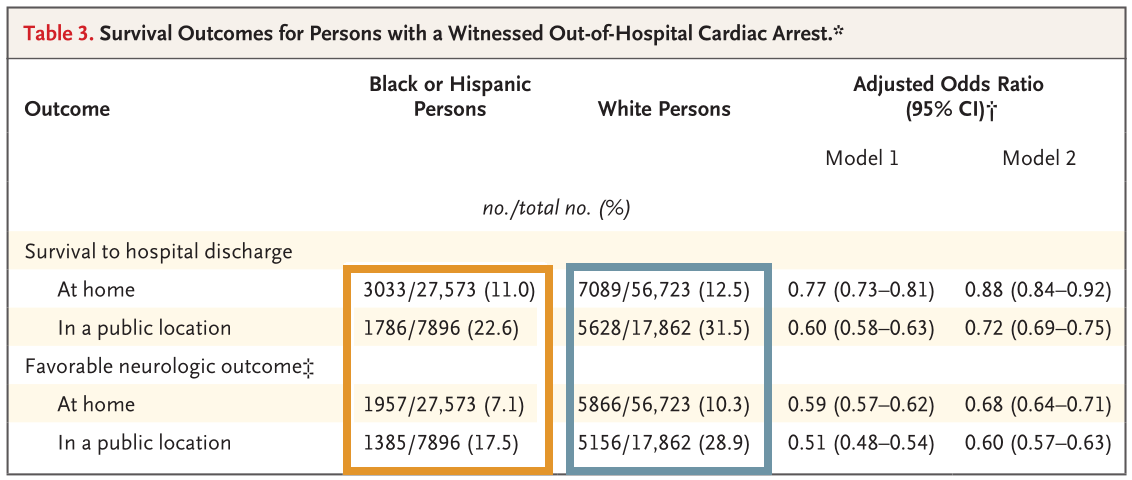 Table 3. Survival Outcomes for Persons with a Witnessed Out-of-Hospital Cardiac Arrest.*
Outcome Black or Hispanic Persons White Persons Adjusted Odds Ratio (95% CI)†
Model 1 Model 2
no./total no. (%)
Survival to hospital discharge
At home 3033/27,573 (11.0) 7089/56,723 (12.5) 0.77 (0.73–0.81) 0.88 (0.84–0.92)
In a public location 1786/7896 (22.6) 5628/17,862 (31.5) 0.60 (0.58–0.63) 0.72 (0.69–0.75)
Favorable neurologic outcome‡
At home 1957/27,573 (7.1) 5866/56,723 (10.3) 0.59 (0.57–0.62) 0.68 (0.64–0.71)
In a public location 1385/7896 (17.5) 5156/17,862 (28.9) 0.51 (0.48–0.54) 0.60 (0.57–0.63)